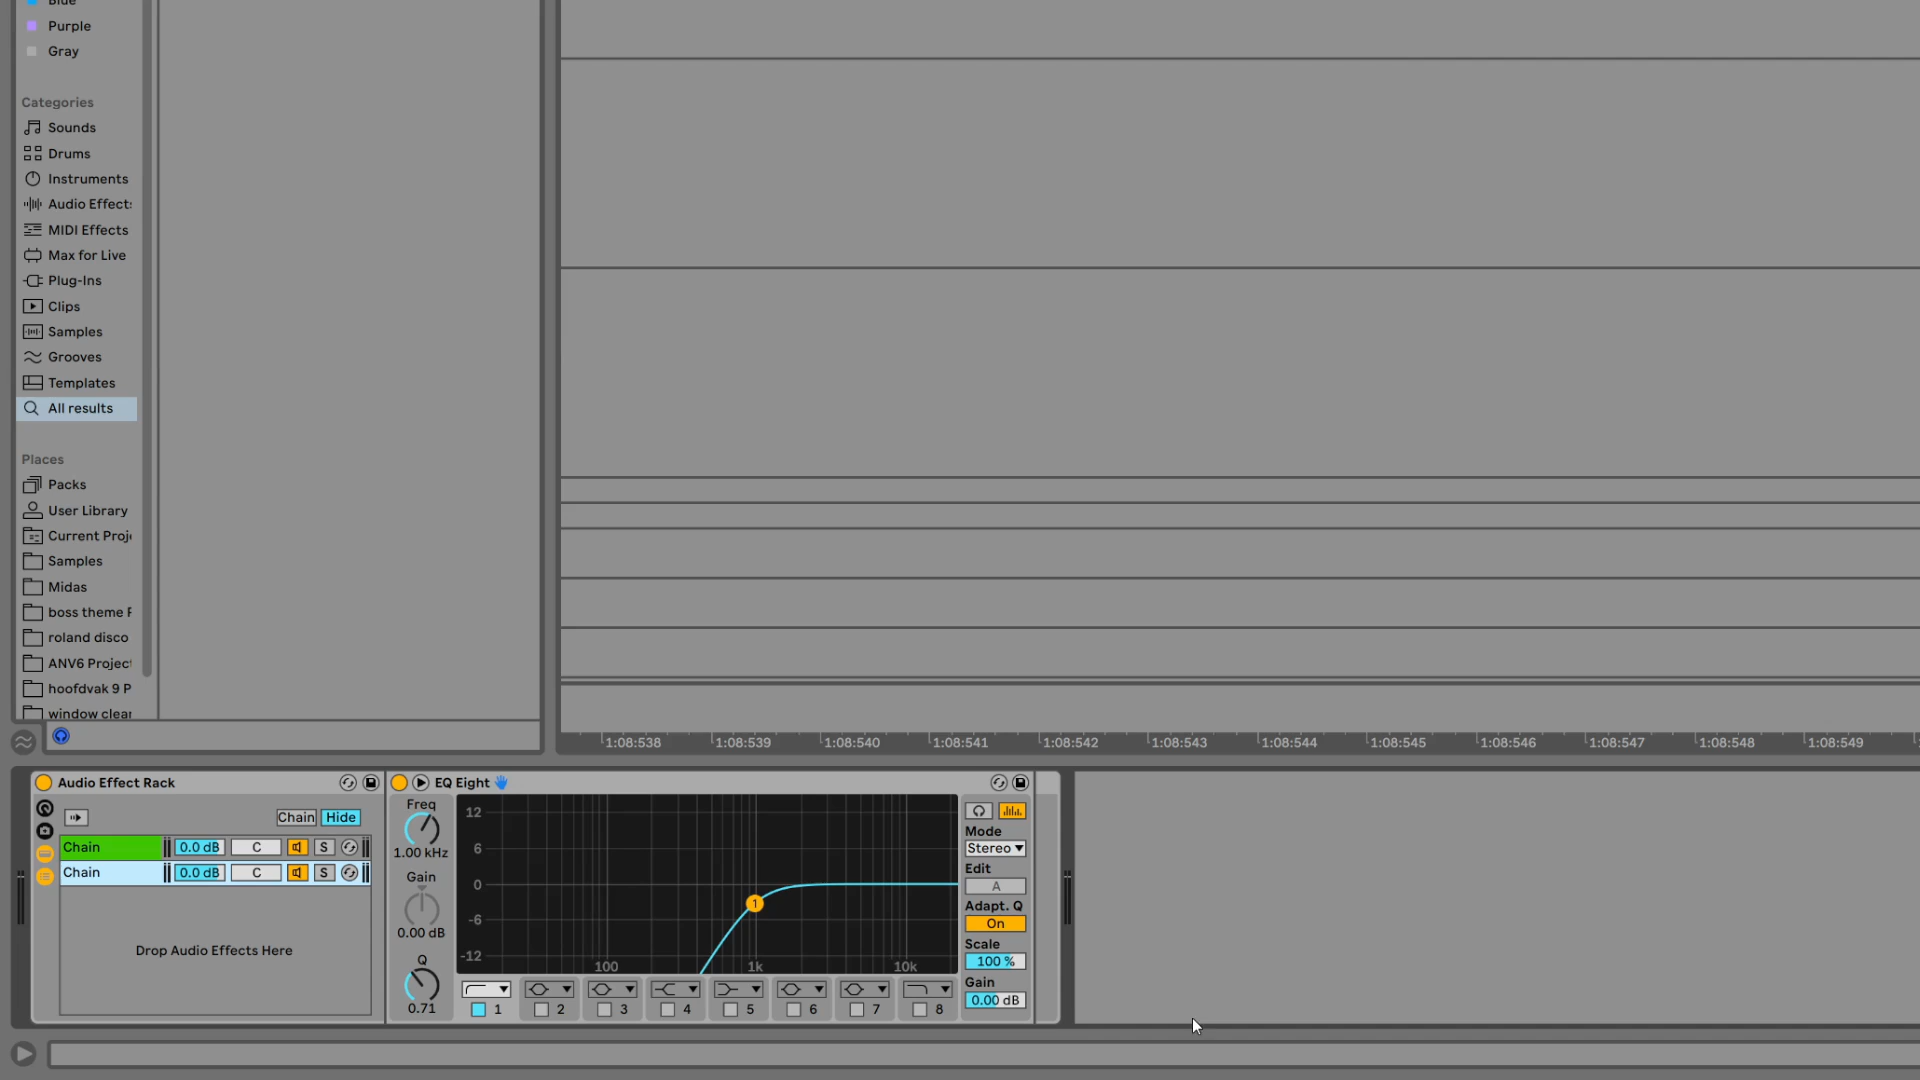 Blue
Purple
Gray
Categories
Sounds
Drums
Instruments
Audio Effect
MIDI Effects
Max for Live
Plug-Ins
Clips
Samples
Grooves
Templates
All results
Places
Packs
User Library
Current Proj
Samples
Midas
boss theme
roland disco
ANV6 Project
hoofdvak 9 P
window clear
1:08:538 1:08:539 1:08:540 1:08:541 1:08:542 1:08:543 1:08:544 1:08:545 1:08:546 1:08:547 1:08:548 1:08:549
Audio Effect Rack
Chain Hide
Chain 0.0 dB C S
Chain 0.0 dB C S
Drop Audio Effects Here
EQ Eight
Freq
1.00 kHz
Gain
0.00 dB
Q
0.71
12
6
0
-6
-12
1
100 1k 10k
1 2 3 4 5 6 7 8
Mode
Stereo
Edit
A
Adapt. Q
On
Scale
100 %
Gain
0.00 dB